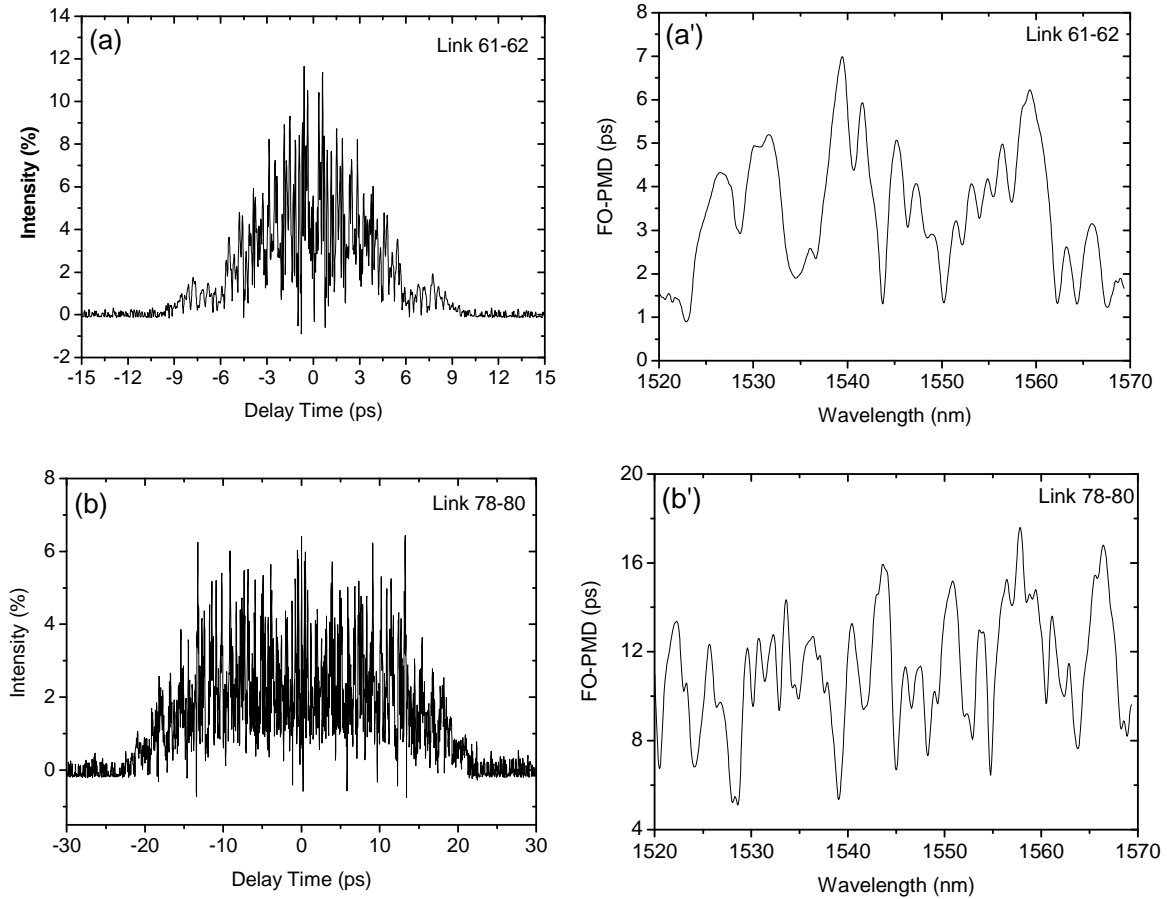 (a)
Link 61-62
14
12
10
8
6
4
2
0
-2
Intensity (%)
-15 -12 -9 -6 -3 0 3 6 9 12 15
Delay Time (ps)
(a')
Link 61-62
8
7
6
5
4
3
2
1
0
FO-PMD (ps)
1520 1530 1540 1550 1560 1570
Wavelength (nm)
(b)
Link 78-80
8
6
4
2
0
Intensity (%)
-30 -20 -10 0 10 20 30
Delay Time (ps)
(b')
Link 78-80
20
16
12
8
4
FO-PMD (ps)
1520 1530 1540 1550 1560 1570
Wavelength (nm)